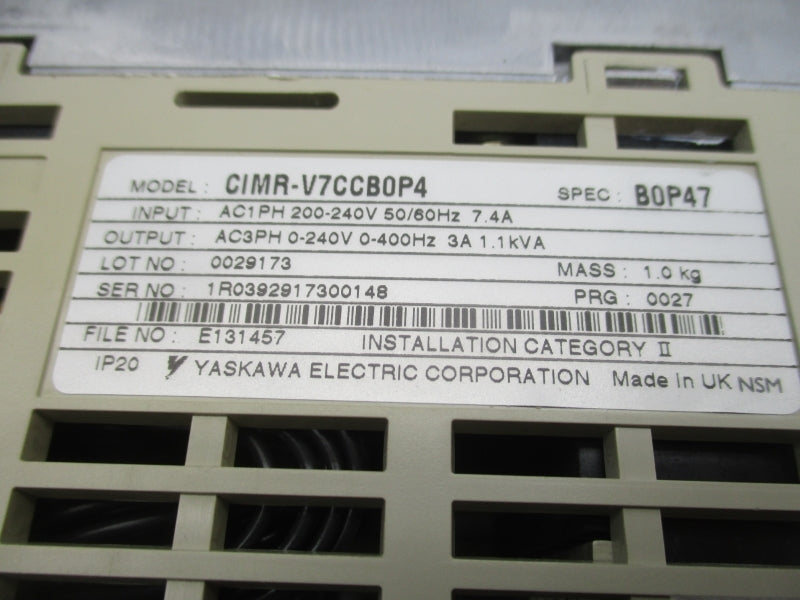 MODEL : CIMR-V7CCB0P4 SPEC : B0P47
INPUT : AC1PH 200-240V 50/60Hz 7.4A
OUTPUT : AC3PH 0-240V 0-400Hz 3A 1.1kVA
LOT NO : 0029173 MASS : 1.0 kg
SER NO : 1R0392917300148 PRG : 0027
FILE NO : E131457 INSTALLATION CATEGORY II
IP20 YASKAWA ELECTRIC CORPORATION Made in UK NSM